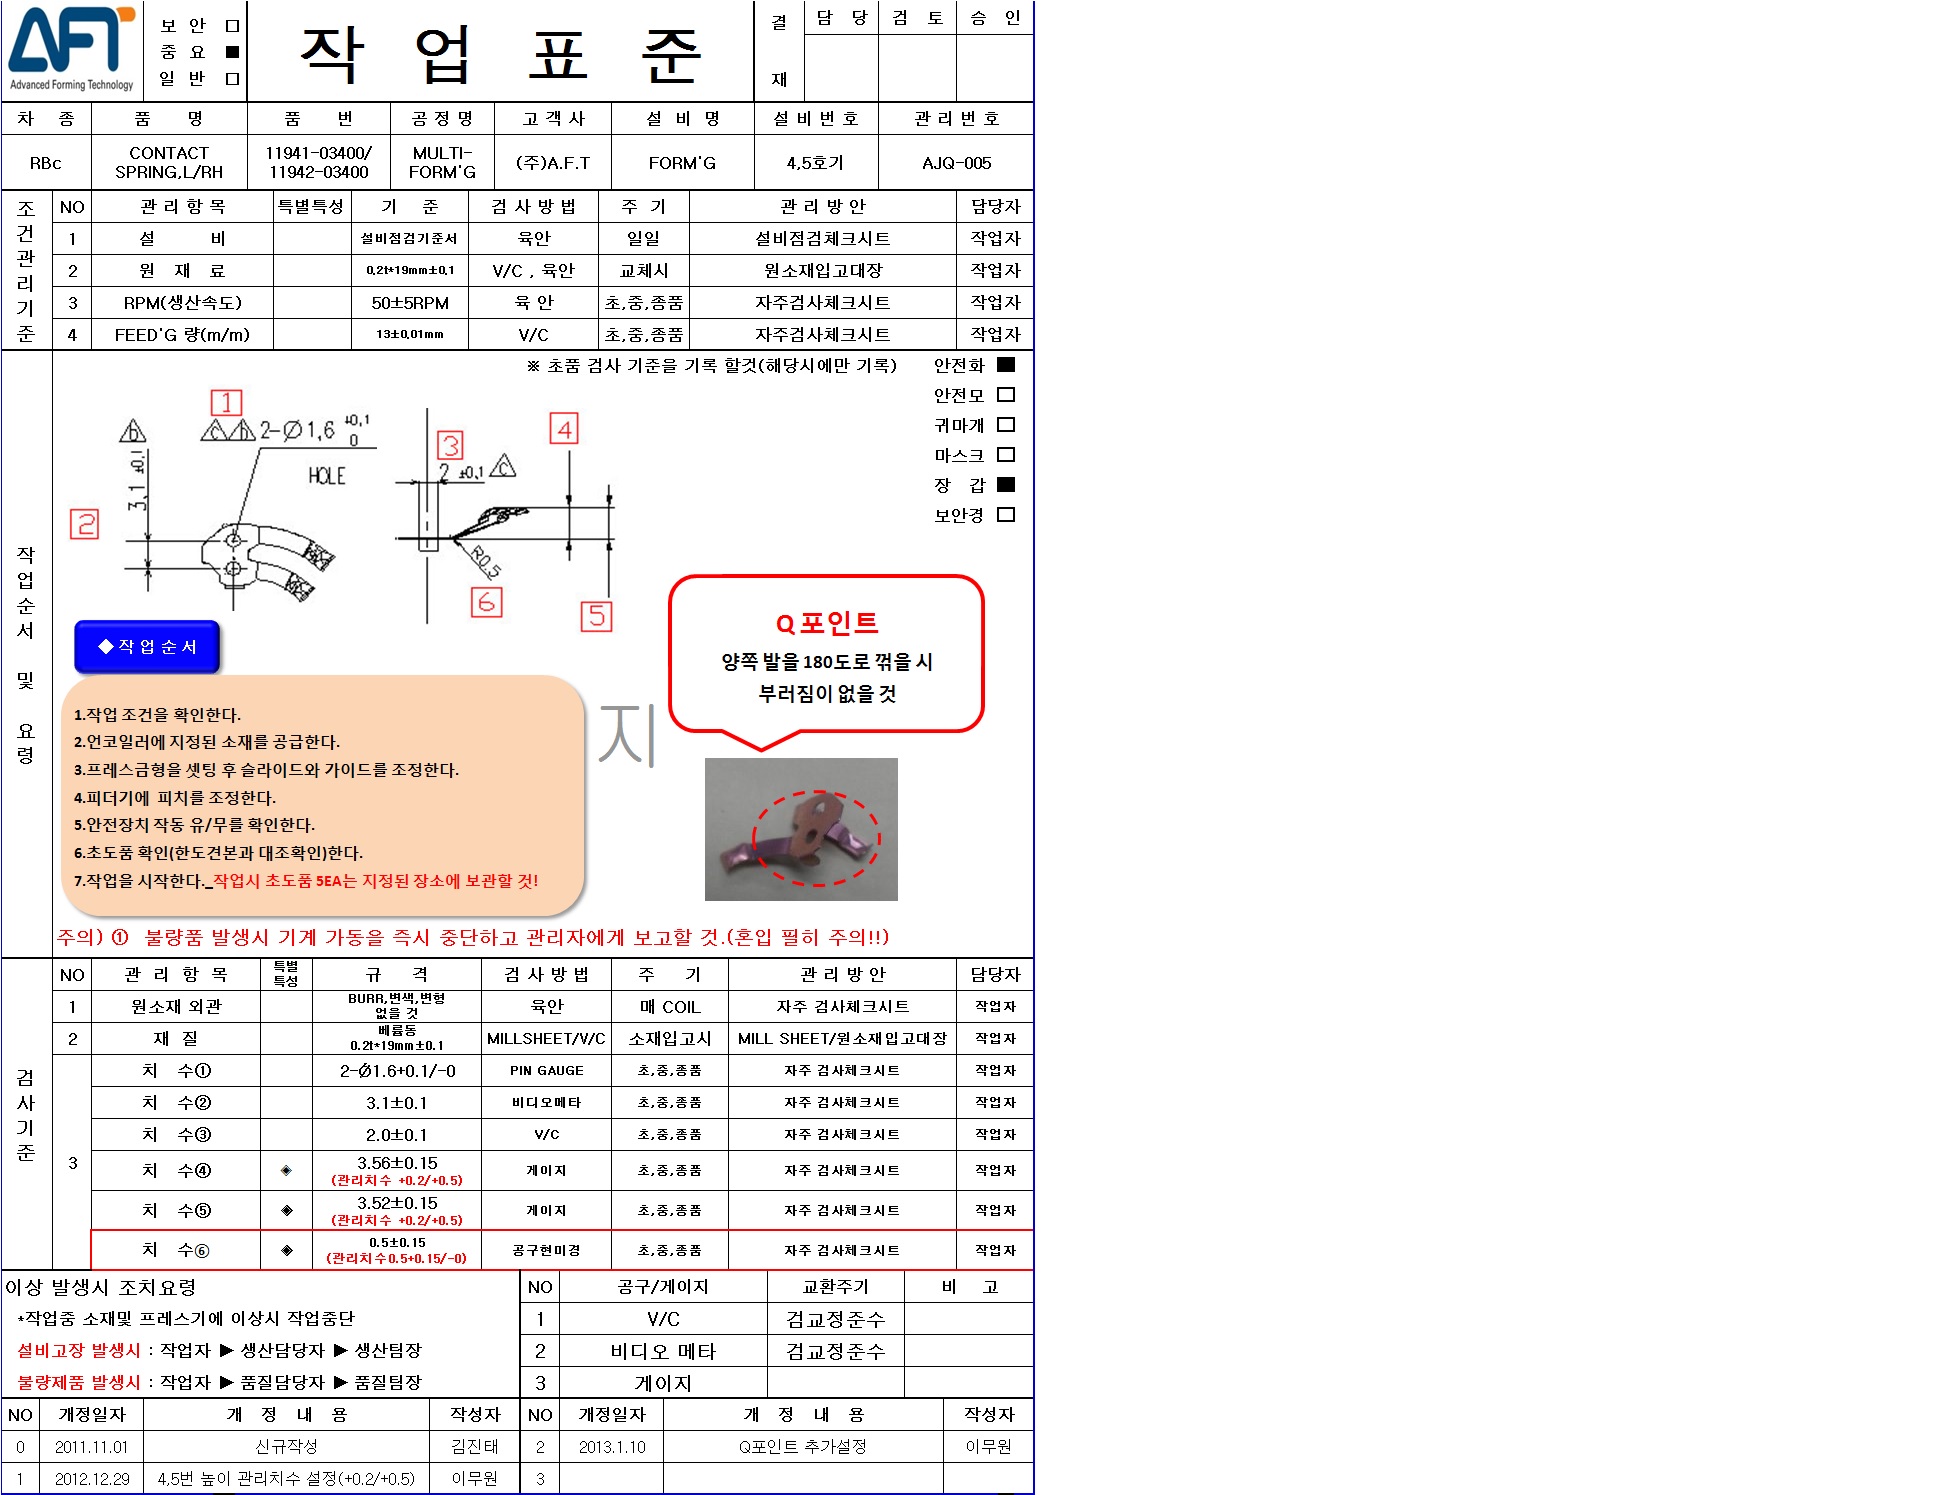 AFT
Advanced Forming Technology
보 안 □
중 요 ■
일 반 □
작 업 표 준
결 재
담 당 검 토 승 인
차 종 품 명 품 번 공 정 명 고 객 사 설 비 명 설 비 번 호 관 리 번 호
RBc CONTACT SPRING,L/RH 11941-03400/ 11942-03400 MULTI-FORM'G (주)A.F.T FORM'G 4,5호기 AJQ-005
조건관리기준
NO 관 리 항 목 특별특성 기 준 검 사 방 법 주 기 관 리 방 안 담당자
1 설 비 설비점검기준서 육안 일일 설비점검체크시트 작업자
2 원 재 료 0.2t*19mm±0.1 V/C , 육안 교체시 원소재입고대장 작업자
3 RPM(생산속도) 50±5RPM 육 안 초,중,종품 자주검사체크시트 작업자
4 FEED'G 량(m/m) 13±0.01mm V/C 초,중,종품 자주검사체크시트 작업자
작업순서 및 요령
※ 초품 검사 기준을 기록 할것(해당시에만 기록)
안전화 ■
안전모 □
귀마개 □
마스크 □
장 갑 ■
보안경 □
1
b
c b 2-Ø1,6 +0,1 0
HOLE
3,1 ±0,1
2
3
2 ±0,1 c
4
R0,5
6
5
◆작 업 순 서
1.작업 조건을 확인한다.
2.언코일러에 지정된 소재를 공급한다.
3.프레스금형을 셋팅 후 슬라이드와 가이드를 조정한다.
4.피더기에 피치를 조정한다.
5.안전장치 작동 유/무를 확인한다.
6.초도품 확인(한도견본과 대조확인)한다.
7.작업을 시작한다._작업시 초도품 5EA는 지정된 장소에 보관할 것!
지
Q포인트
양쪽 발을 180도로 꺾을 시
부러짐이 없을 것
주의) ① 불량품 발생시 기계 가동을 즉시 중단하고 관리자에게 보고할 것.(혼입 필히 주의!!)
검사기준
NO 관 리 항 목 특별특성 규 격 검 사 방 법 주 기 관 리 방 안 담당자
1 원소재 외관 BURR,변색,변형 없을 것 육안 매 COIL 자주 검사체크시트 작업자
2 재 질 베륨동 0.2t*19mm±0.1 MILLSHEET/V/C 소재입고시 MILL SHEET/원소재입고대장 작업자
3 치 수① 2-Ø1.6+0.1/-0 PIN GAUGE 초,중,종품 자주 검사체크시트 작업자
치 수② 3.1±0.1 비디오메타 초,중,종품 자주 검사체크시트 작업자
치 수③ 2.0±0.1 V/C 초,중,종품 자주 검사체크시트 작업자
치 수④ ◈ 3.56±0.15 (관리치수 +0.2/+0.5) 게이지 초,중,종품 자주 검사체크시트 작업자
치 수⑤ ◈ 3.52±0.15 (관리치수 +0.2/+0.5) 게이지 초,중,종품 자주 검사체크시트 작업자
치 수⑥ ◈ 0.5±0.15 (관리치수0.5+0.15/-0) 공구현미경 초,중,종품 자주 검사체크시트 작업자
이상 발생시 조치요령
*작업중 소재및 프레스기에 이상시 작업중단
설비고장 발생시 : 작업자 ▶ 생산담당자 ▶ 생산팀장
불량제품 발생시 : 작업자 ▶ 품질담당자 ▶ 품질팀장
NO 공구/게이지 교환주기 비 고
1 V/C 검교정준수
2 비디오 메타 검교정준수
3 게이지
NO 개정일자 개 정 내 용 작성자 NO 개정일자 개 정 내 용 작성자
0 2011.11.01 신규작성 김진태 2 2013.1.10 Q포인트 추가설정 이무원
1 2012.12.29 4,5번 높이 관리치수 설정(+0.2/+0.5) 이무원 3